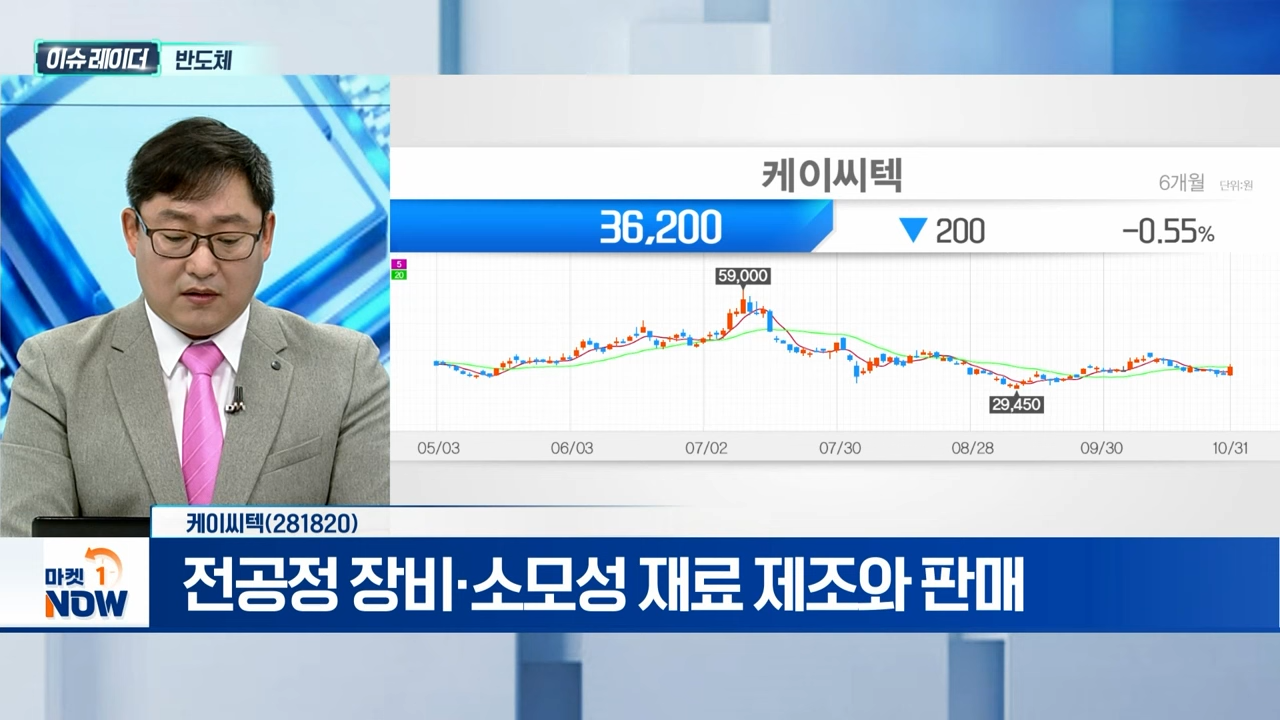 이슈레이더 반도체
케이씨텍
6개월 단위:원
36,200 ▼ 200 -0.55%
5
20
59,000
29,450
05/03 06/03 07/02 07/30 08/28 09/30 10/31
케이씨텍(281820)
마켓 1
NOW
전공정 장비·소모성 재료 제조와 판매